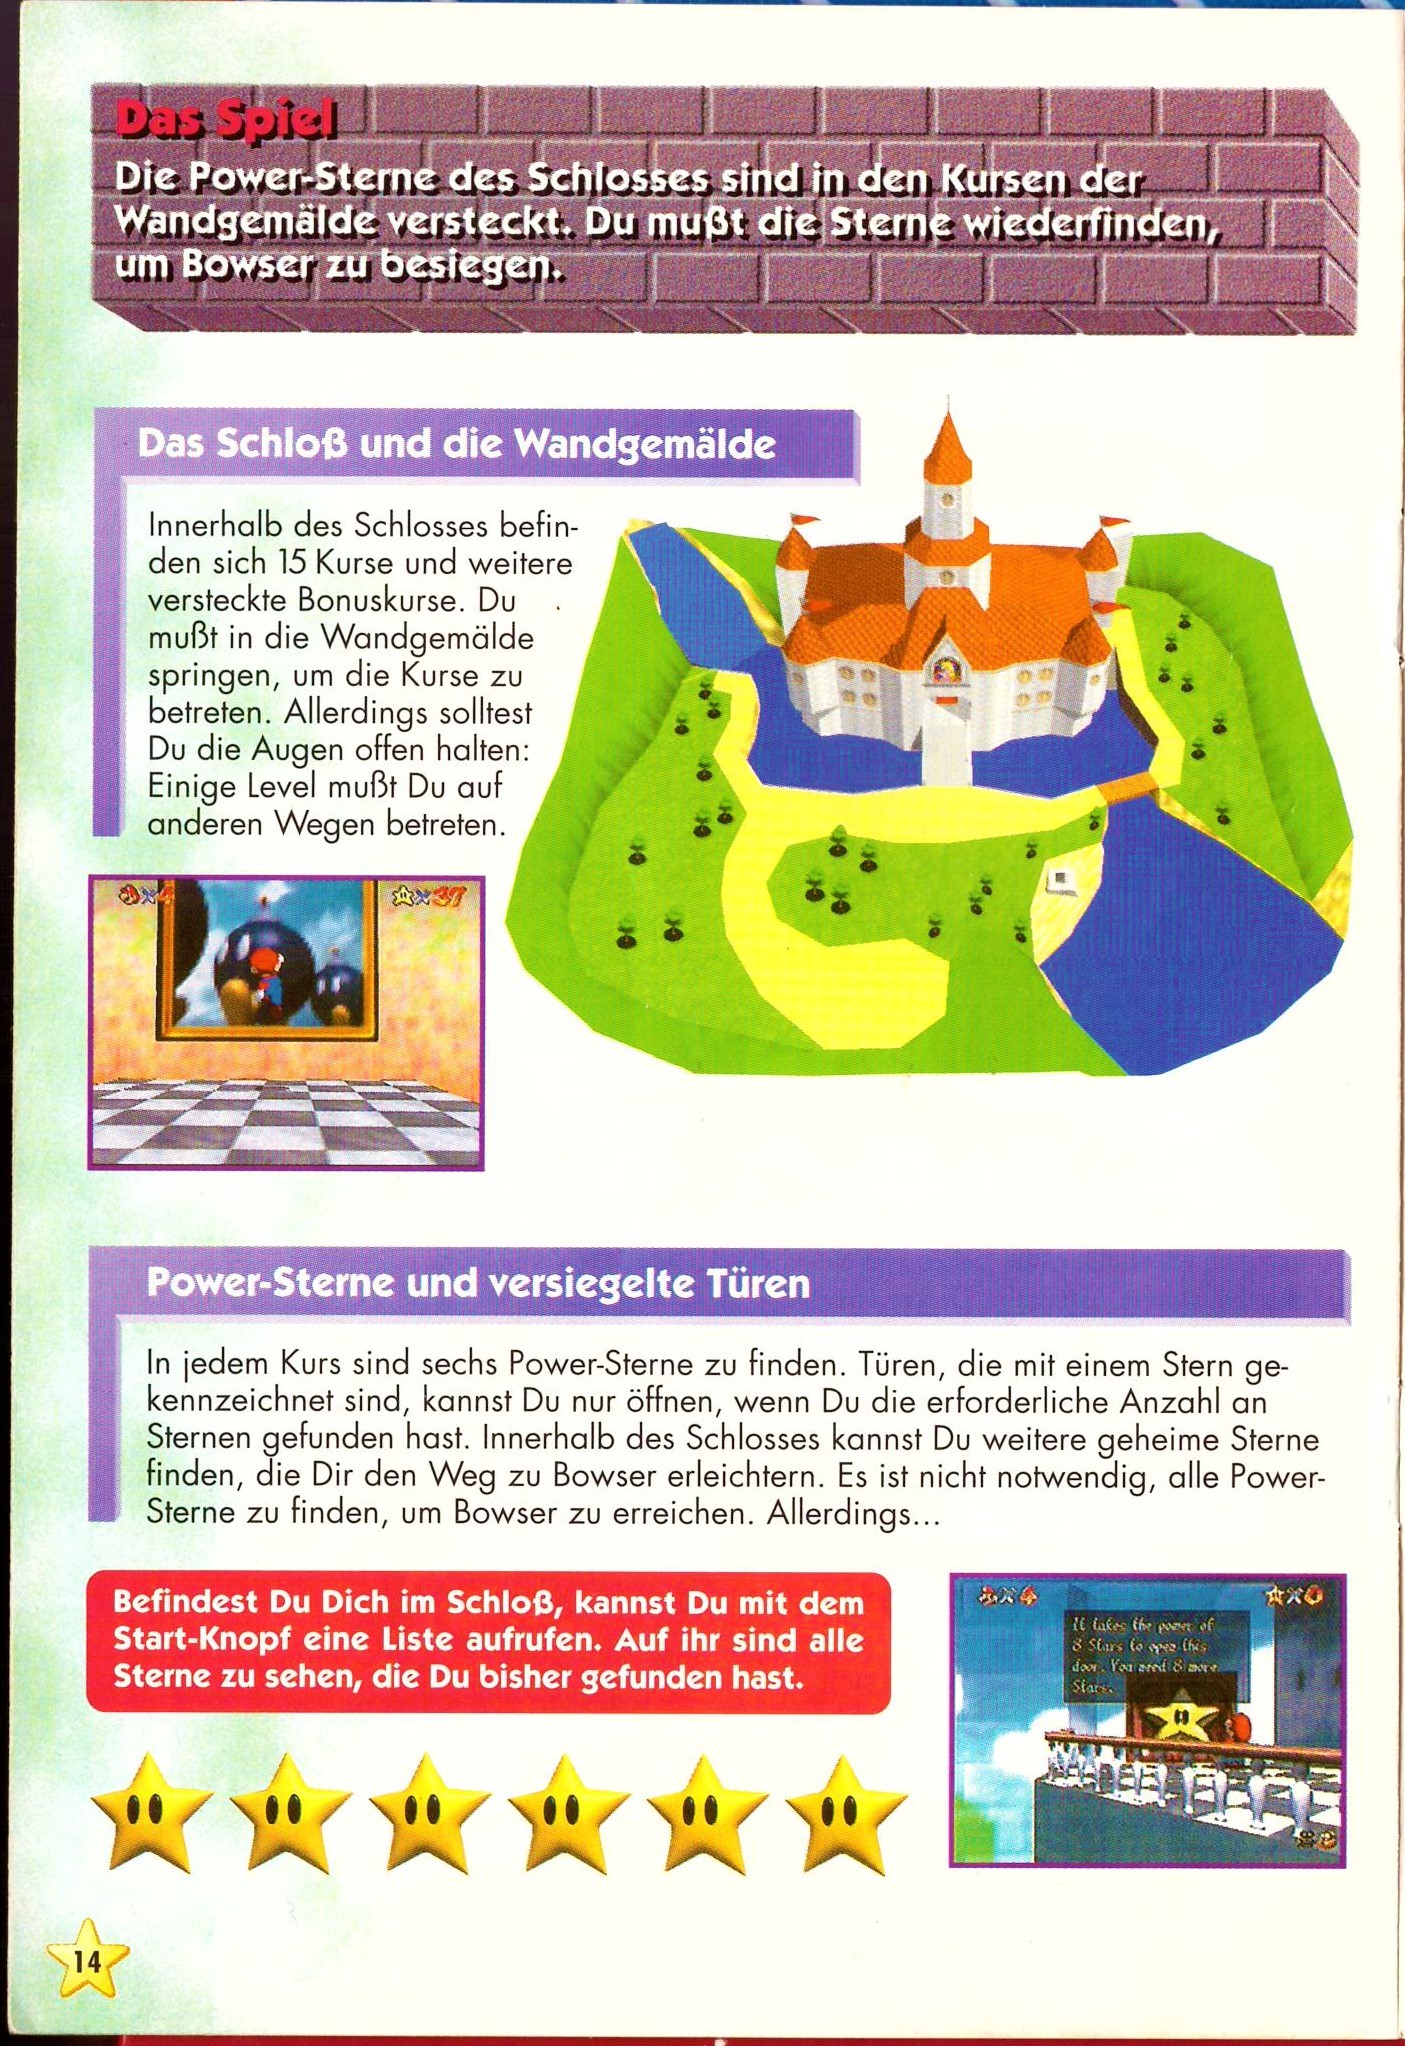 Das Spiel
Die Power-Sterne des Schlosses sind in den Kursen der
Wandgemälde versteckt. Du mußt die Sterne wiederfinden,
um Bowser zu besiegen.
Das Schloß und die Wandgemälde
Innerhalb des Schlosses befin-
den sich 15 Kurse und weitere
versteckte Bonuskurse. Du
mußt in die Wandgemälde
springen, um die Kurse zu
betreten. Allerdings solltest
Du die Augen offen halten:
Einige Level mußt Du auf
anderen Wegen betreten.
×4 ×37
Power-Sterne und versiegelte Türen
In jedem Kurs sind sechs Power-Sterne zu finden. Türen, die mit einem Stern ge-
kennzeichnet sind, kannst Du nur öffnen, wenn Du die erforderliche Anzahl an
Sternen gefunden hast. Innerhalb des Schlosses kannst Du weitere geheime Sterne
finden, die Dir den Weg zu Bowser erleichtern. Es ist nicht notwendig, alle Power-
Sterne zu finden, um Bowser zu erreichen. Allerdings...
Befindest Du Dich im Schloß, kannst Du mit dem
Start-Knopf eine Liste aufrufen. Auf ihr sind alle
Sterne zu sehen, die Du bisher gefunden hast.
×4 ×0
It takes the power of
8 Stars to open this
door. You need 8 more
Stars.
14